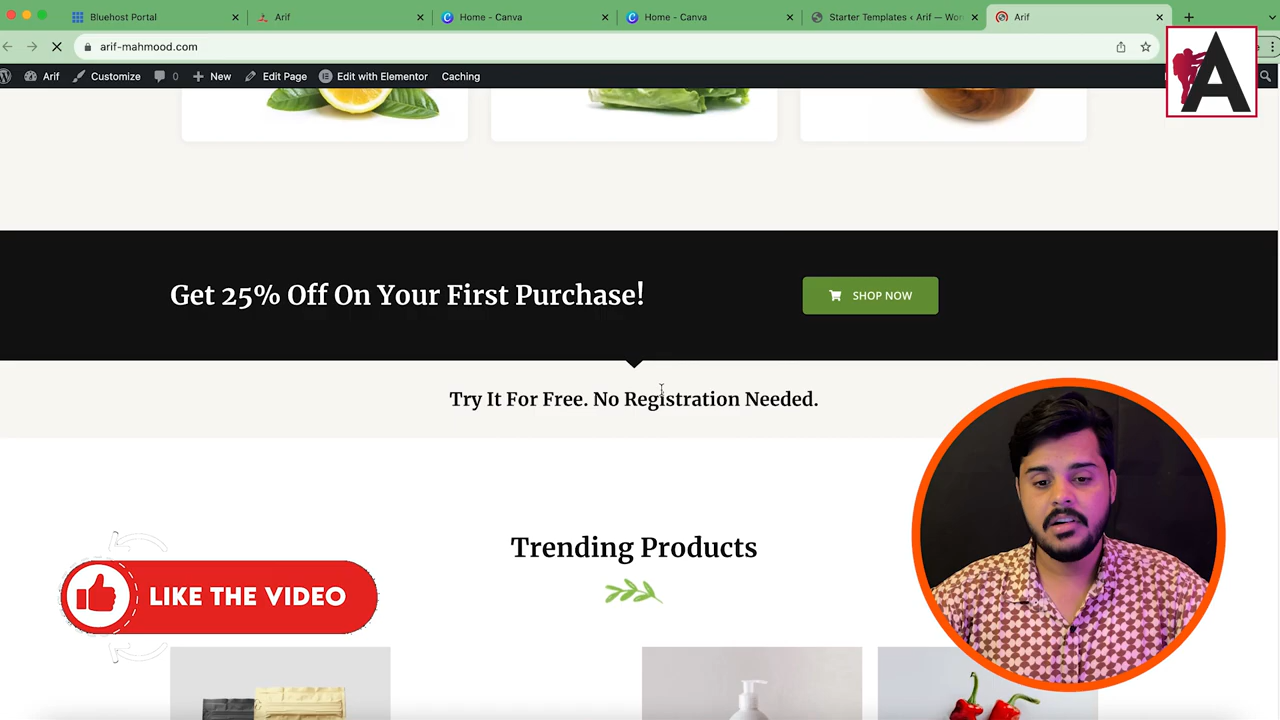 Bluehost Portal
Arif
Home - Canva
Home - Canva
Starter Templates ‹ Arif — Wor
Arif
arif-mahmood.com
Arif
Customize
0
New
Edit Page
Edit with Elementor
Caching
A
Get 25% Off On Your First Purchase!
SHOP NOW
Try It For Free. No Registration Needed.
Trending Products
LIKE THE VIDEO